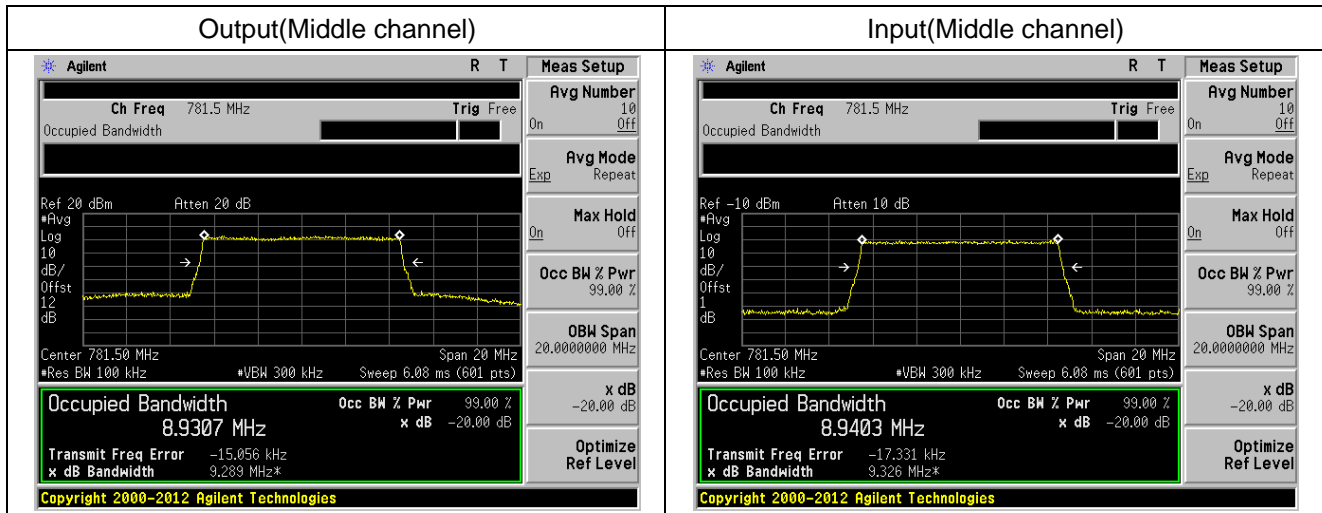 Output(Middle channel)
Agilent R T
Ch Freq 781.5 MHz Trig Free
Occupied Bandwidth
Ref 20 dBm Atten 20 dB
#Avg
Log
10
dB/
Offst
12
dB
Center 781.50 MHz Span 20 MHz
#Res BW 100 kHz #VBW 300 kHz Sweep 6.08 ms (601 pts)
Occupied Bandwidth Occ BW % Pwr 99.00 %
8.9307 MHz x dB -20.00 dB
Transmit Freq Error -15.056 kHz
x dB Bandwidth 9.289 MHz*
Copyright 2000-2012 Agilent Technologies
Meas Setup
Avg Number
10
On Off
Avg Mode
Exp Repeat
Max Hold
On Off
Occ BW % Pwr
99.00 %
OBW Span
20.0000000 MHz
x dB
-20.00 dB
Optimize
Ref Level
Input(Middle channel)
Agilent R T
Ch Freq 781.5 MHz Trig Free
Occupied Bandwidth
Ref -10 dBm Atten 10 dB
#Avg
Log
10
dB/
Offst
1
dB
Center 781.50 MHz Span 20 MHz
#Res BW 100 kHz #VBW 300 kHz Sweep 6.08 ms (601 pts)
Occupied Bandwidth Occ BW % Pwr 99.00 %
8.9403 MHz x dB -20.00 dB
Transmit Freq Error -17.331 kHz
x dB Bandwidth 9.326 MHz*
Copyright 2000-2012 Agilent Technologies
Meas Setup
Avg Number
10
On Off
Avg Mode
Exp Repeat
Max Hold
On Off
Occ BW % Pwr
99.00 %
OBW Span
20.0000000 MHz
x dB
-20.00 dB
Optimize
Ref Level